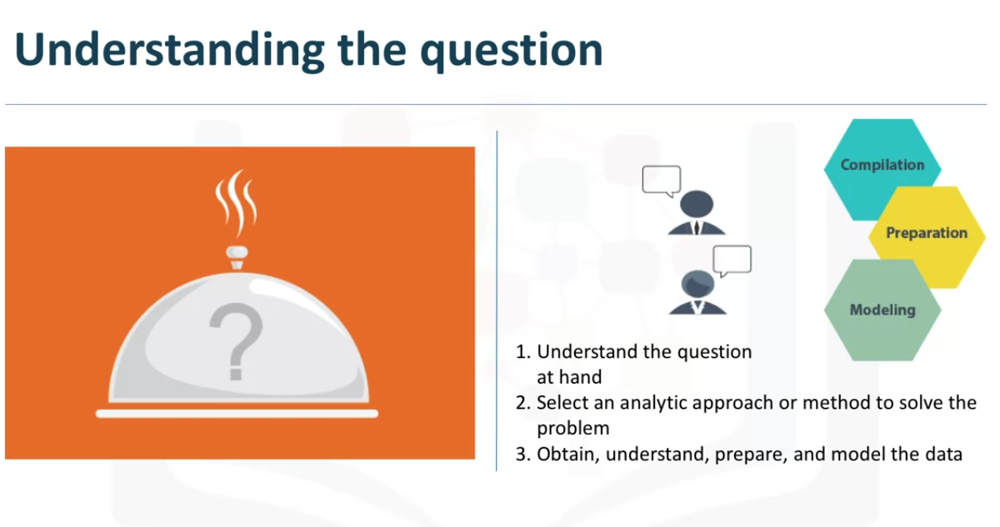 Understanding the question
?
Compilation
Preparation
Modeling
1. Understand the question
at hand
2. Select an analytic approach or method to solve the
problem
3. Obtain, understand, prepare, and model the data